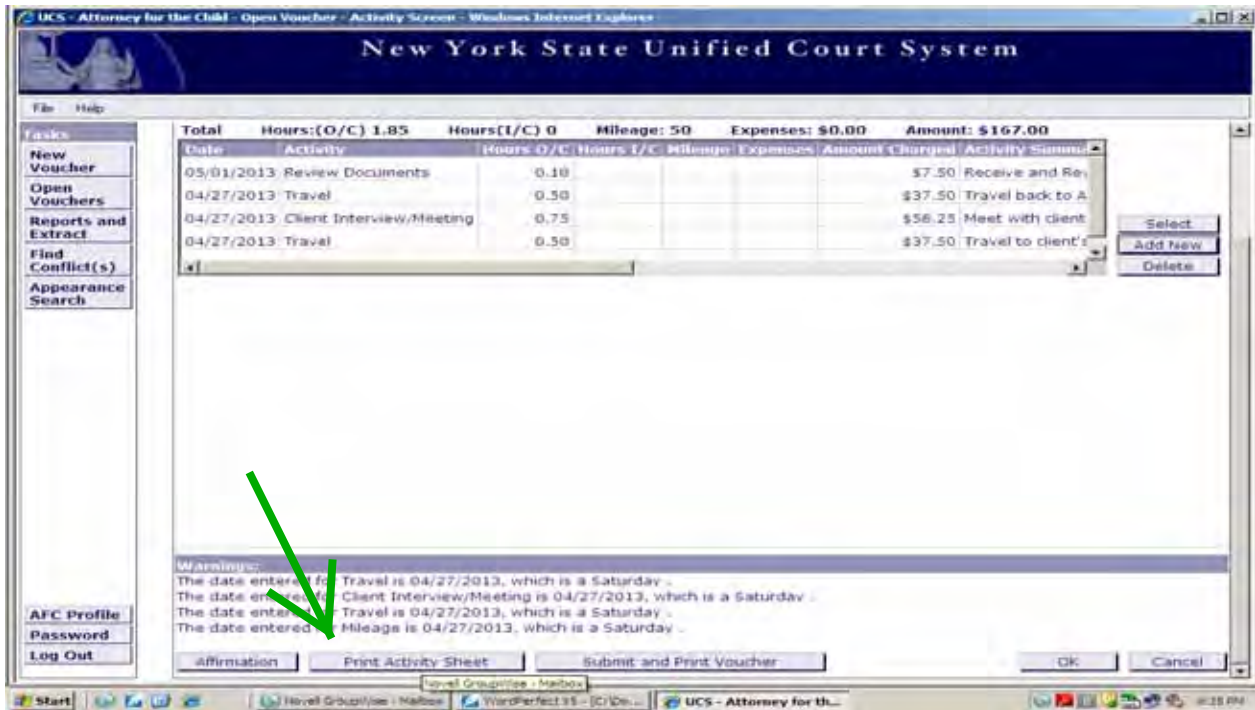 UCS - Attorney for the Child - Open Voucher - Activity Screen - Windows Internet Explorer
New York State Unified Court System
File Help
Tasks
New Voucher
Open Vouchers
Reports and Extract
Find Conflict(s)
Appearance Search
Total Hours:(O/C) 1.85 Hours(I/C) 0 Mileage: 50 Expenses: $0.00 Amount: $167.00
Date Activity Hours O/C Hours I/C Mileage Expenses Amount Charged Activity Summa
05/01/2013 Review Documents 0.10 $7.50 Receive and Rev
04/27/2013 Travel 0.50 $37.50 Travel back to A
04/27/2013 Client Interview/Meeting 0.75 $56.25 Meet with client
04/27/2013 Travel 0.50 $37.50 Travel to client's
Select
Add New
Delete
Warnings:
The date entered for Travel is 04/27/2013, which is a Saturday .
The date entered for Client Interview/Meeting is 04/27/2013, which is a Saturday .
The date entered for Travel is 04/27/2013, which is a Saturday .
The date entered for Mileage is 04/27/2013, which is a Saturday .
AFC Profile
Password
Log Out
Affirmation Print Activity Sheet Submit and Print Voucher OK Cancel
Novell GroupWise - Mailbox
Start Novell GroupWise - Mailbox WordPerfect UCS - Attorney for th...